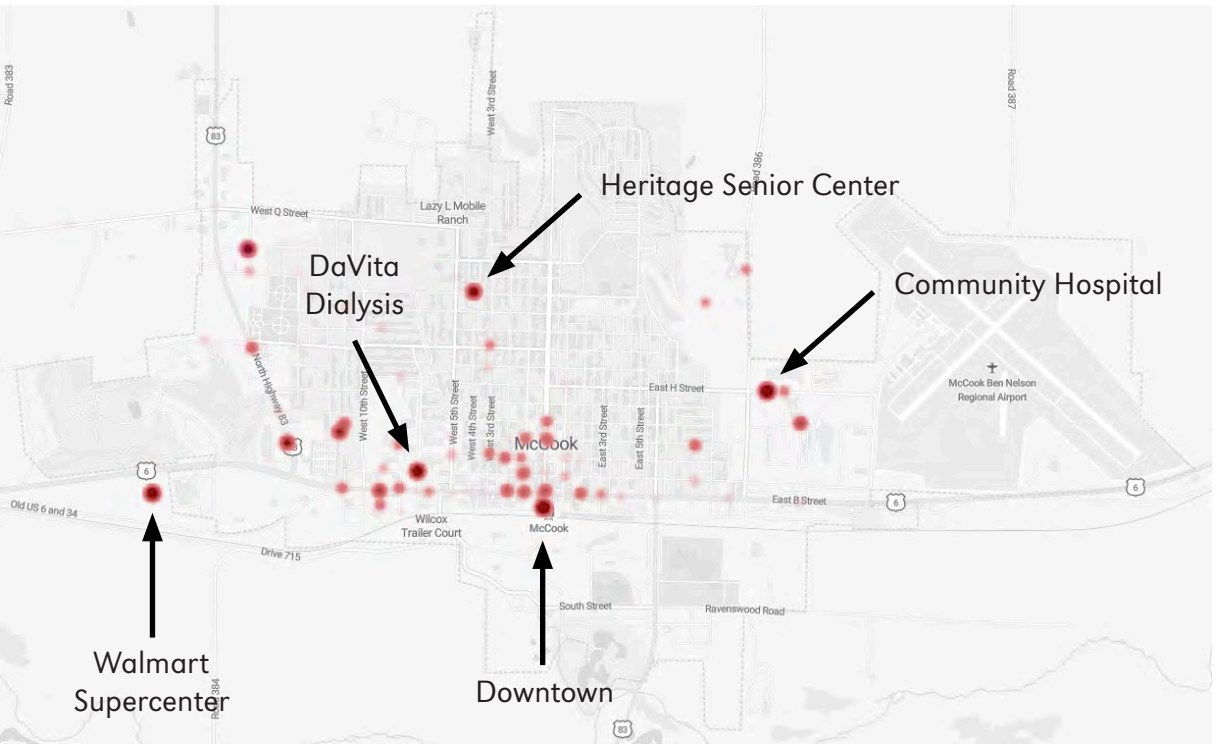 Road 383
West 3rd Street
Road 387
83
Road 386
Heritage Senior Center
Lazy L Mobile
Ranch
West Q Street
DaVita
Dialysis
Community Hospital
North Highway 83
McCook Ben Nelson
Regional Airport
East H Street
West 10th Street
West 5th Street
West 4th Street
West 3rd Street
East 3rd Street
East 5th Street
McCook
6
6
6
East B Street
Old US 6 and 34
Wilcox
Trailer Court
McCook
Drive 715
South Street
Ravenswood Road
Walmart
Supercenter
Road 384
Downtown
83